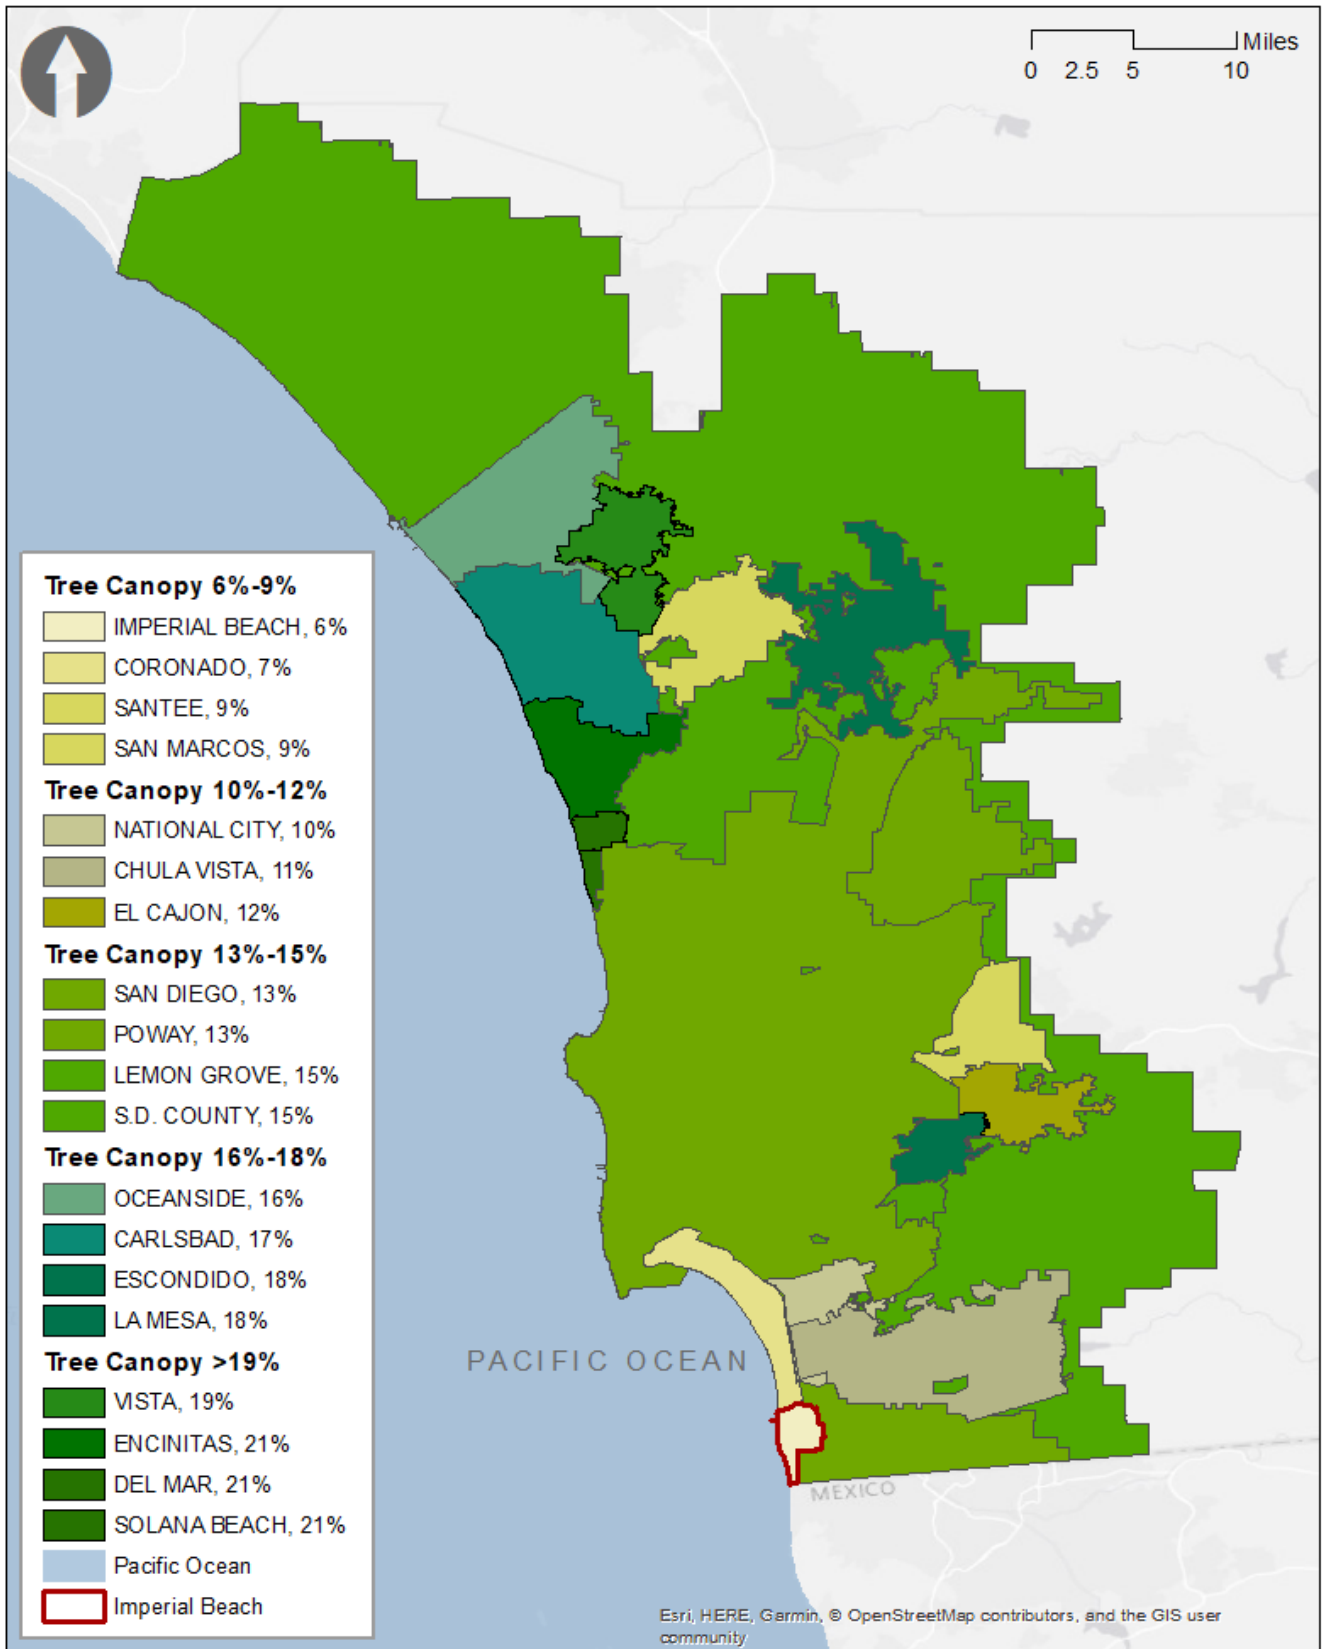 Miles
0 2.5 5 10
Tree Canopy 6%-9%
IMPERIAL BEACH, 6%
CORONADO, 7%
SANTEE, 9%
SAN MARCOS, 9%
Tree Canopy 10%-12%
NATIONAL CITY, 10%
CHULA VISTA, 11%
EL CAJON, 12%
Tree Canopy 13%-15%
SAN DIEGO, 13%
POWAY, 13%
LEMON GROVE, 15%
S.D. COUNTY, 15%
Tree Canopy 16%-18%
OCEANSIDE, 16%
CARLSBAD, 17%
ESCONDIDO, 18%
LA MESA, 18%
Tree Canopy >19%
VISTA, 19%
ENCINITAS, 21%
DEL MAR, 21%
SOLANA BEACH, 21%
Pacific Ocean
Imperial Beach
PACIFIC OCEAN
MEXICO
Esri, HERE, Garmin, © OpenStreetMap contributors, and the GIS user
community